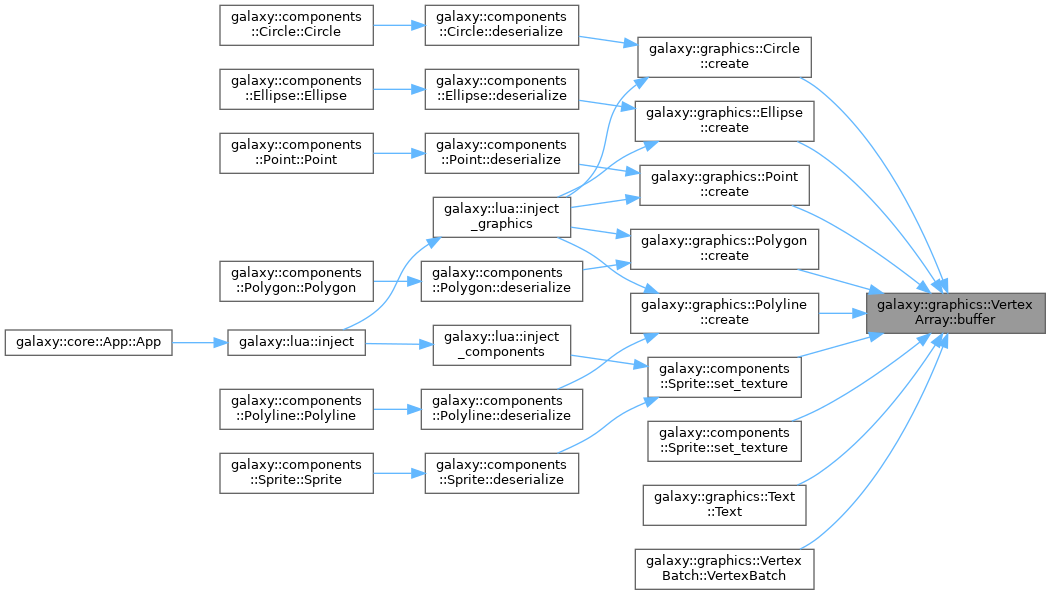 galaxy::components
::Circle::Circle
galaxy::components
::Circle::deserialize
galaxy::graphics::Circle
::create
galaxy::components
::Ellipse::Ellipse
galaxy::components
::Ellipse::deserialize
galaxy::graphics::Ellipse
::create
galaxy::components
::Point::Point
galaxy::components
::Point::deserialize
galaxy::graphics::Point
::create
galaxy::lua::inject
_graphics
galaxy::graphics::Polygon
::create
galaxy::components
::Polygon::Polygon
galaxy::components
::Polygon::deserialize
galaxy::graphics::Polyline
::create
galaxy::graphics::Vertex
Array::buffer
galaxy::core::App::App
galaxy::lua::inject
galaxy::lua::inject
_components
galaxy::components
::Sprite::set_texture
galaxy::components
::Polyline::Polyline
galaxy::components
::Polyline::deserialize
galaxy::components
::Sprite::set_texture
galaxy::components
::Sprite::Sprite
galaxy::components
::Sprite::deserialize
galaxy::graphics::Text
::Text
galaxy::graphics::Vertex
Batch::VertexBatch